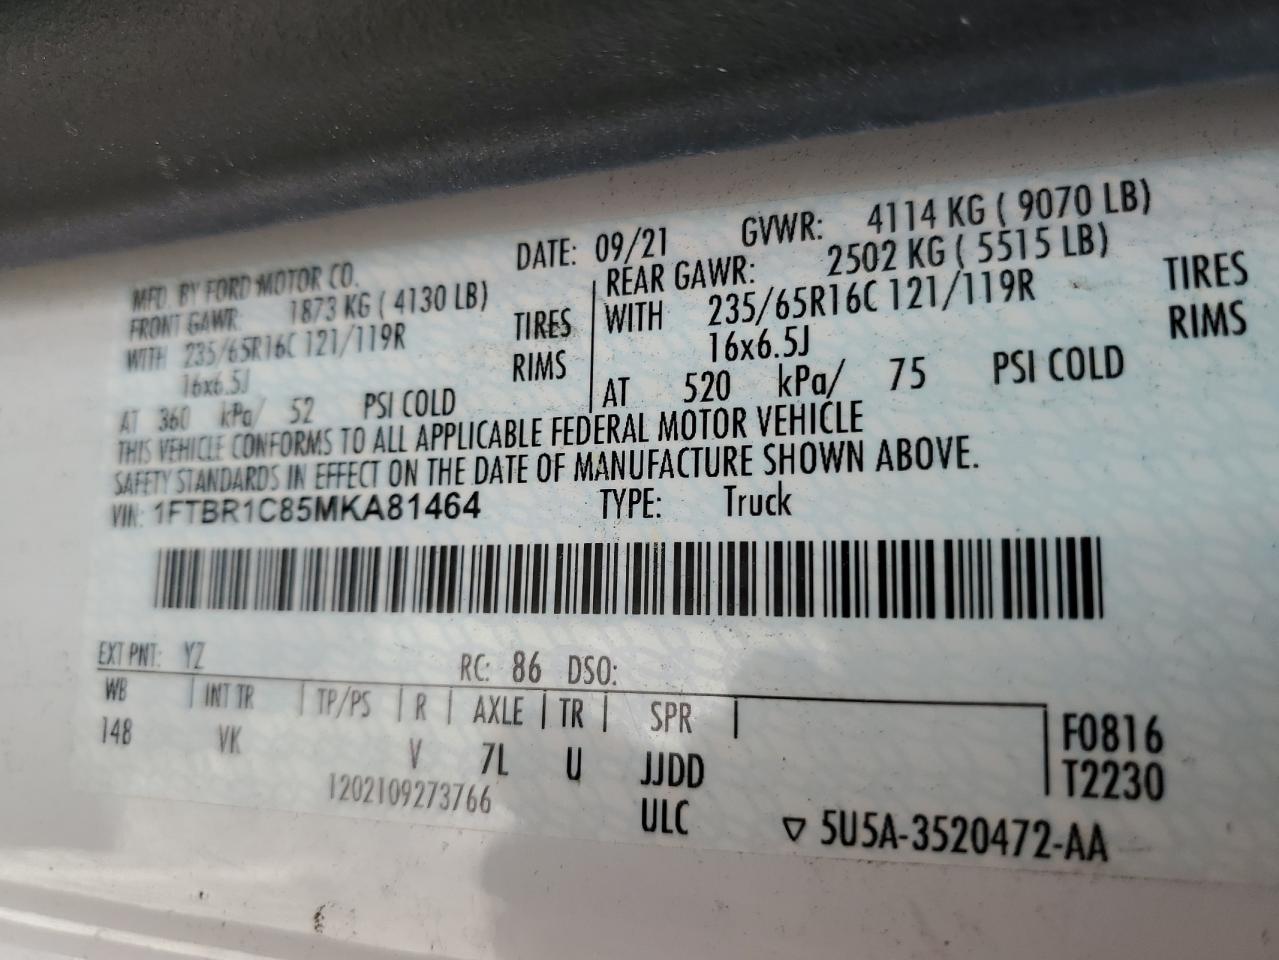 MFD. BY FORD MOTOR CO. DATE: 09/21 GVWR: 4114 KG ( 9070 LB)
FRONT GAWR: 1873 KG ( 4130 LB) REAR GAWR: 2502 KG ( 5515 LB)
WITH 235/65R16C 121/119R TIRES WITH 235/65R16C 121/119R TIRES
16x6.5J RIMS 16x6.5J RIMS
AT 360 kPa/ 52 PSI COLD AT 520 kPa/ 75 PSI COLD
THIS VEHICLE CONFORMS TO ALL APPLICABLE FEDERAL MOTOR VEHICLE
SAFETY STANDARDS IN EFFECT ON THE DATE OF MANUFACTURE SHOWN ABOVE.
VIN: 1FTBR1C85MKA81464 TYPE: Truck
EXT PNT: YZ RC: 86 DSO:
WB INT TR TP/PS R AXLE TR SPR F0816
148 VK V 7L U JJDD T2230
1202109273766 ULC ▽ 5U5A-3520472-AA